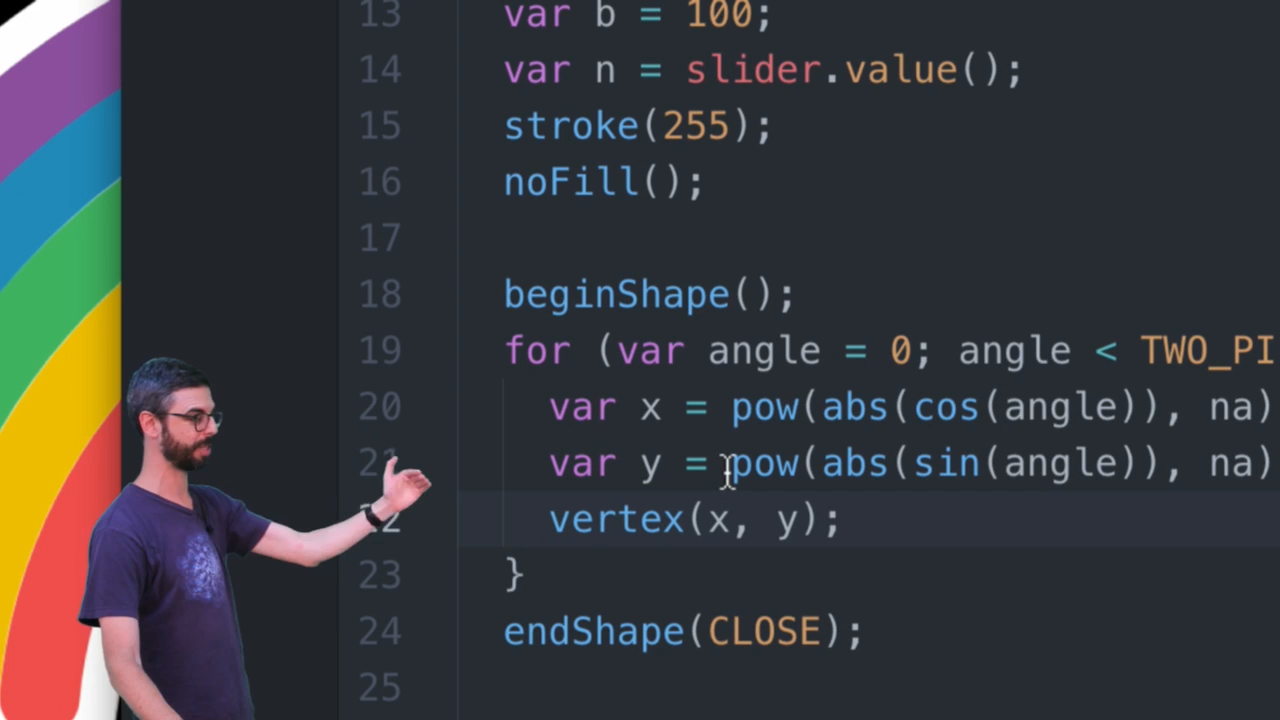 13 var b = 100;
14 var n = slider.value();
15 stroke(255);
16 noFill();
17
18 beginShape();
19 for (var angle = 0; angle < TWO_PI
20 var x = pow(abs(cos(angle)), na)
21 var y = pow(abs(sin(angle)), na)
22 vertex(x, y);
23 }
24 endShape(CLOSE);
25